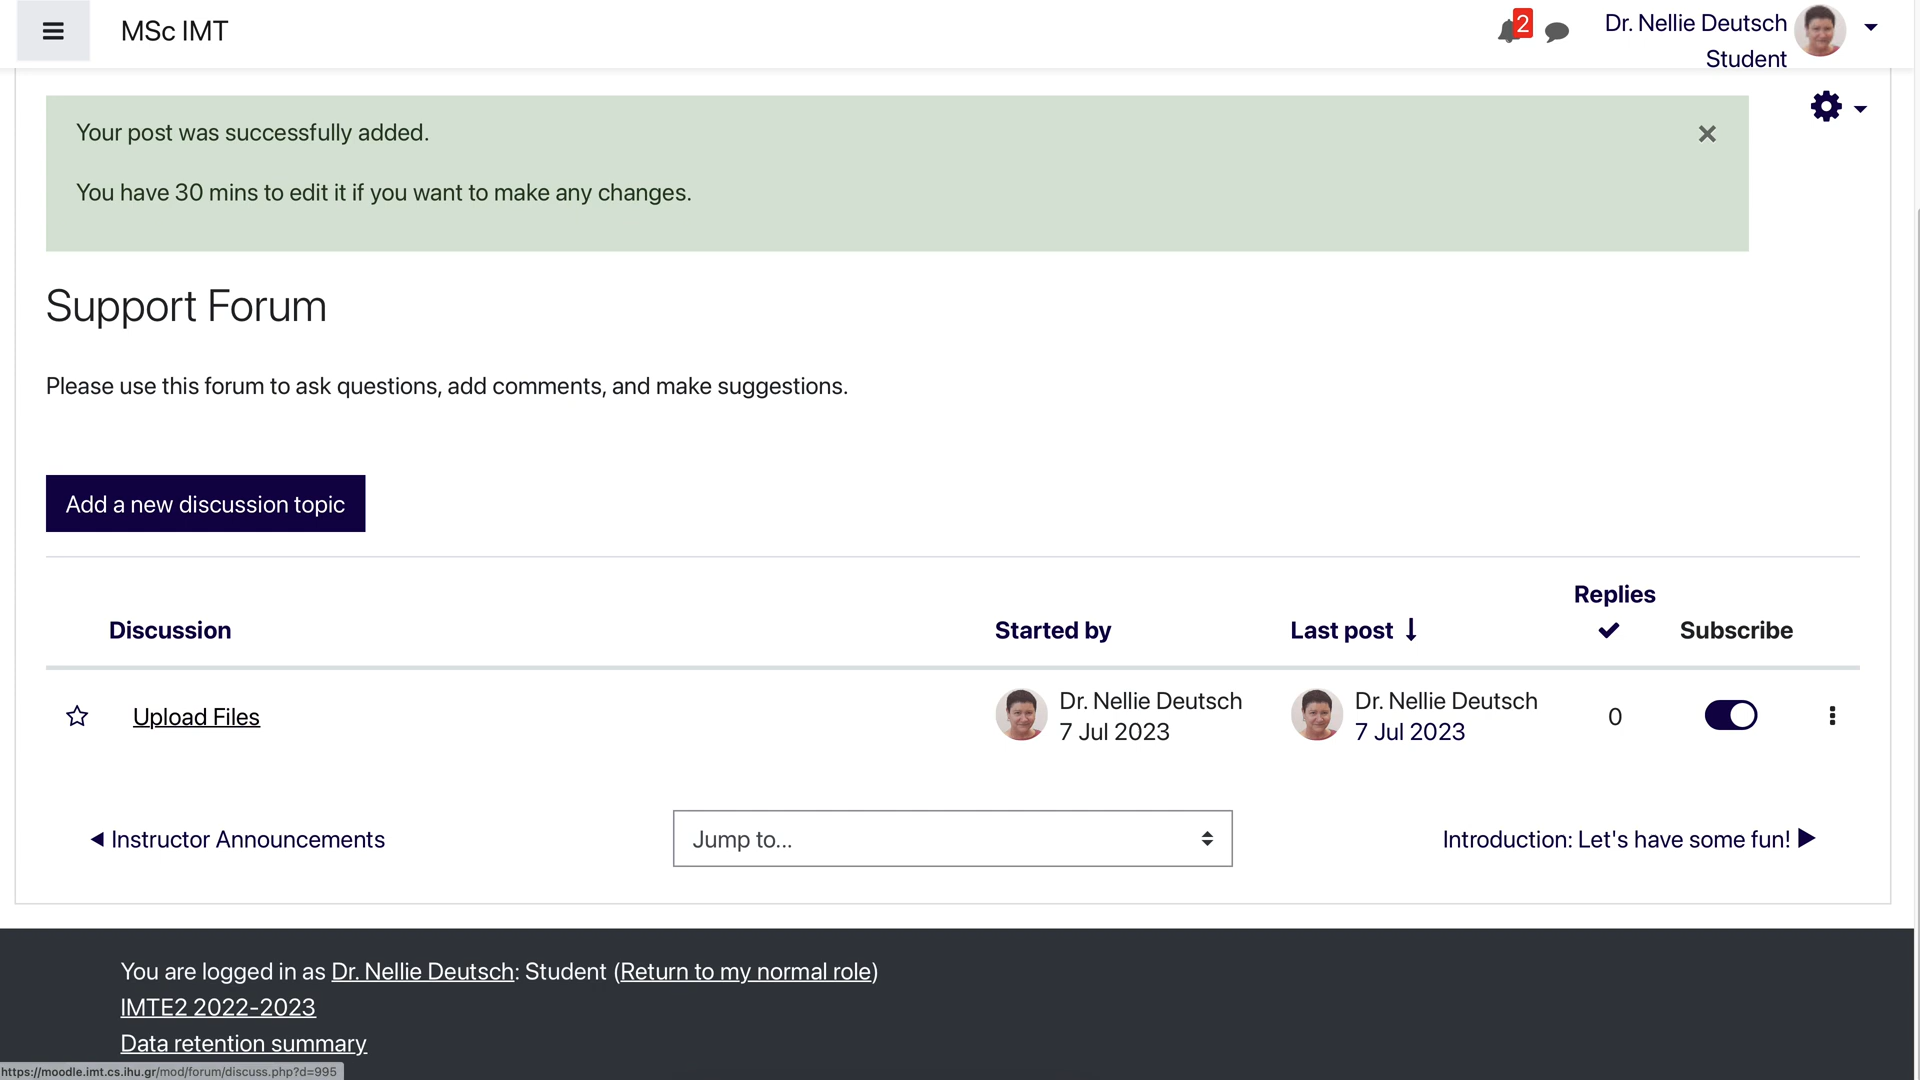 MSc IMT
2
Dr. Nellie Deutsch
Student
Your post was successfully added.
×
You have 30 mins to edit it if you want to make any changes.
Support Forum
Please use this forum to ask questions, add comments, and make suggestions.
Add a new discussion topic
Discussion
Started by
Last post
Replies
Subscribe
Upload Files
Dr. Nellie Deutsch
7 Jul 2023
Dr. Nellie Deutsch
7 Jul 2023
0
Instructor Announcements
Jump to...
Introduction: Let's have some fun!
You are logged in as Dr. Nellie Deutsch: Student (Return to my normal role)
IMTE2 2022-2023
Data retention summary
https://moodle.imt.cs.ihu.gr/mod/forum/discuss.php?d=995